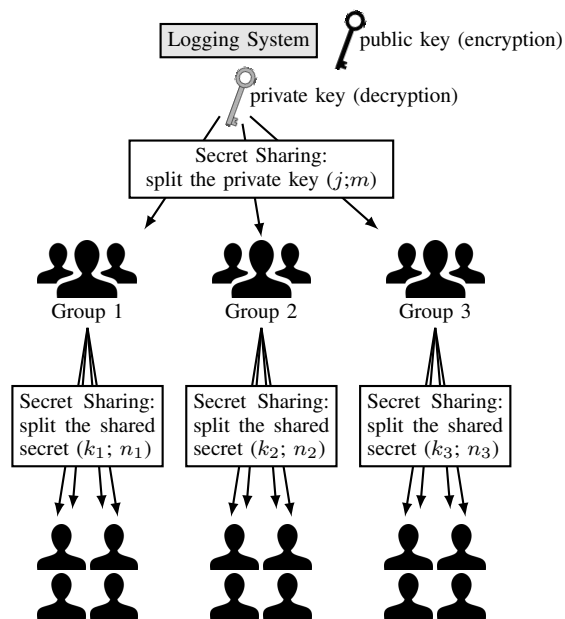 Logging System
public key (encryption)
private key (decryption)
Secret Sharing:
split the private key (j;m)
Group 1
Group 2
Group 3
Secret Sharing:
split the shared
secret (k₁; n₁)
Secret Sharing:
split the shared
secret (k₂; n₂)
Secret Sharing:
split the shared
secret (k₃; n₃)